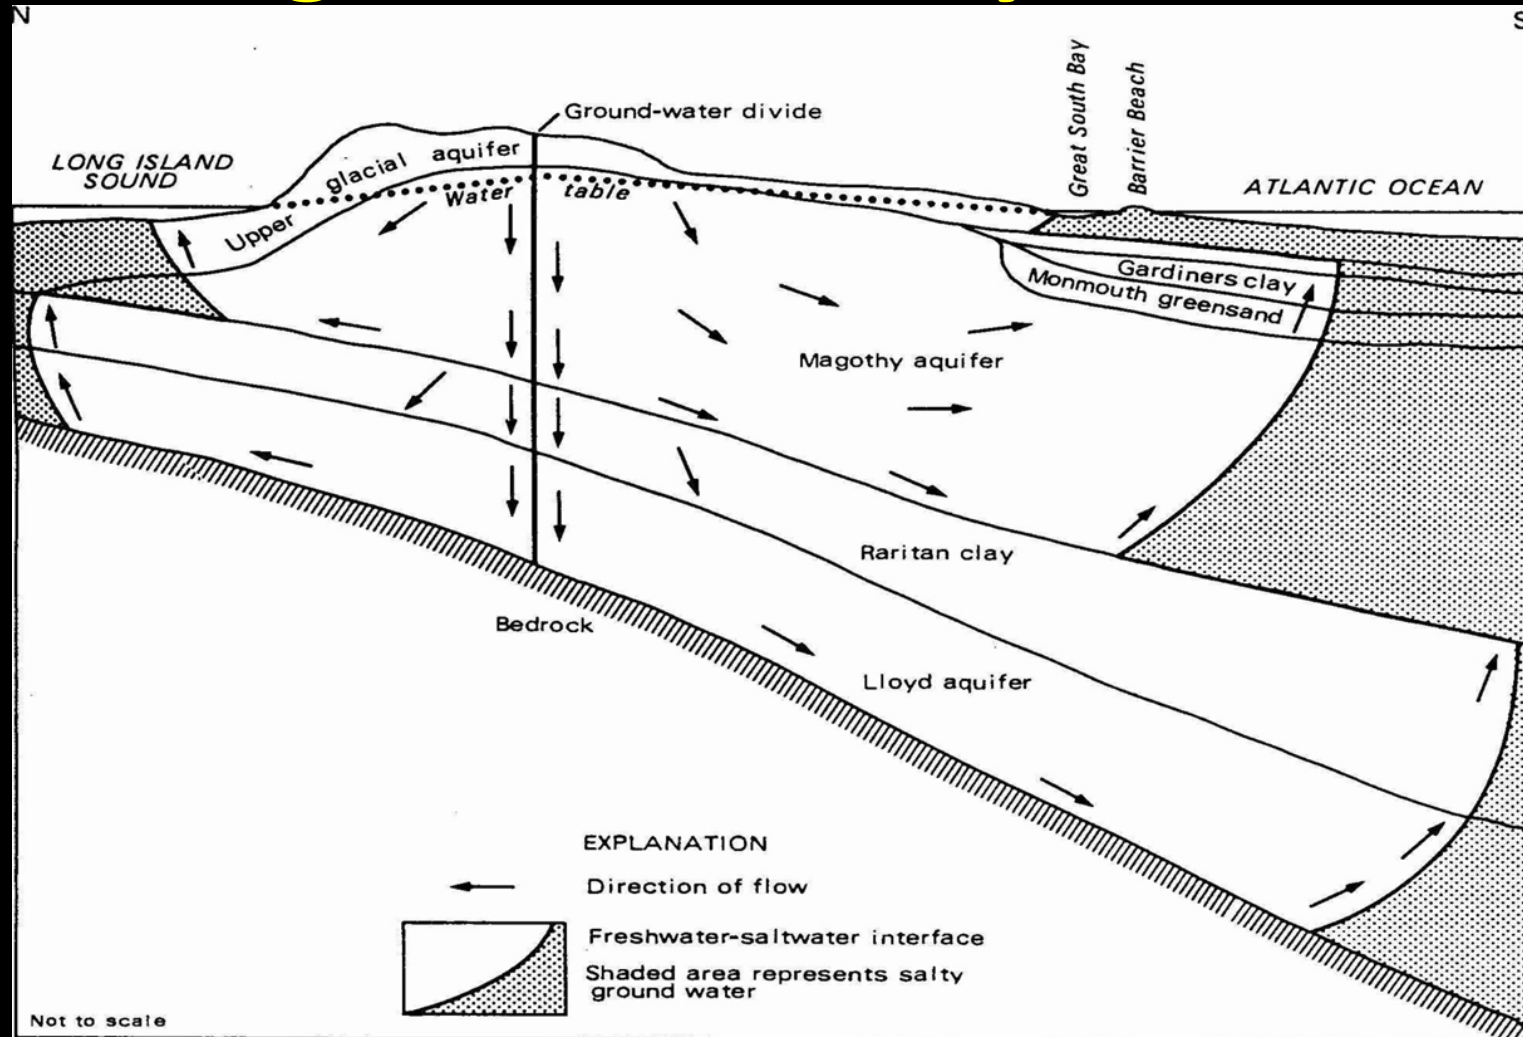 N
S
Great South Bay
Barrier Beach
Ground-water divide
LONG ISLAND
SOUND
glacial aquifer
Upper
Water table
ATLANTIC OCEAN
Gardiners clay
Monmouth greensand
Magothy aquifer
Raritan clay
Bedrock
Lloyd aquifer
EXPLANATION
Direction of flow
Freshwater-saltwater interface
Shaded area represents salty
ground water
Not to scale